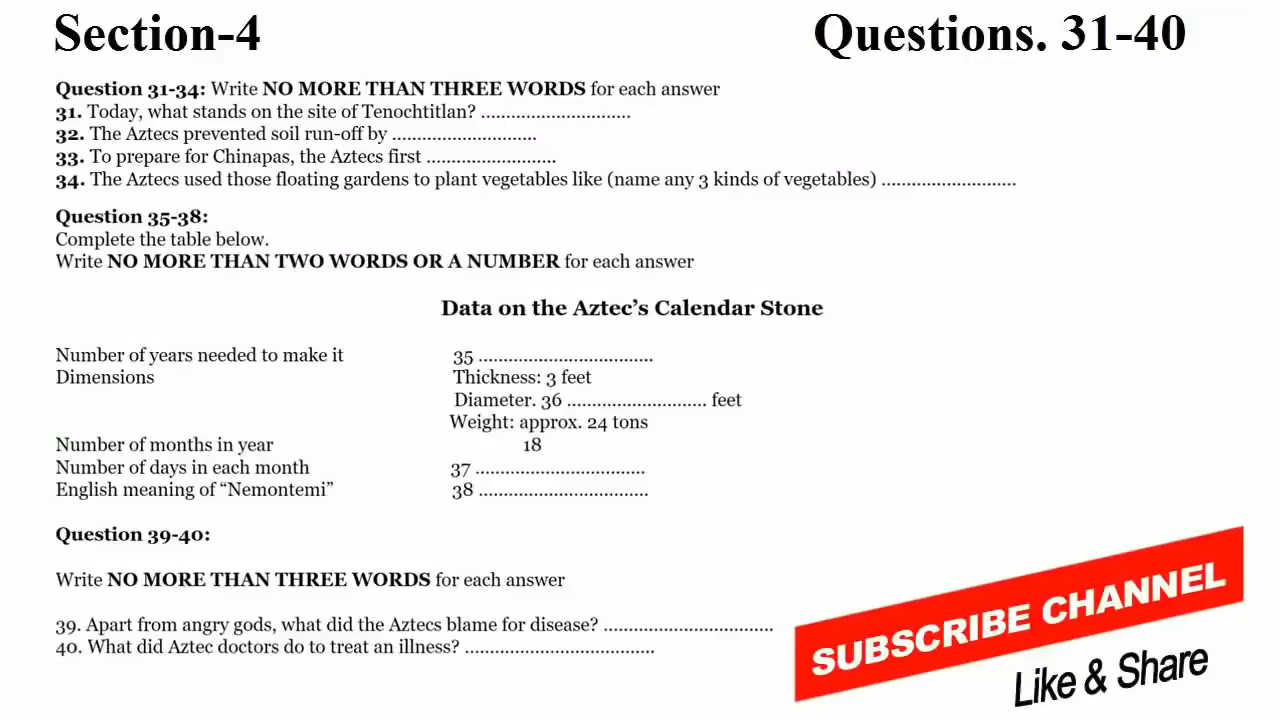 Section-4
Questions. 31-40
Question 31-34: Write NO MORE THAN THREE WORDS for each answer
31. Today, what stands on the site of Tenochtitlan? ..............................
32. The Aztecs prevented soil run-off by .............................
33. To prepare for Chinapas, the Aztecs first ..........................
34. The Aztecs used those floating gardens to plant vegetables like (name any 3 kinds of vegetables) ...........................
Question 35-38:
Complete the table below.
Write NO MORE THAN TWO WORDS OR A NUMBER for each answer
Data on the Aztec's Calendar Stone
Number of years needed to make it 35 ...................................
Dimensions Thickness: 3 feet
Diameter. 36 ............................ feet
Weight: approx. 24 tons
Number of months in year 18
Number of days in each month 37 ..................................
English meaning of “Nemontemi” 38 ..................................
Question 39-40:
Write NO MORE THAN THREE WORDS for each answer
39. Apart from angry gods, what did the Aztecs blame for disease? ..................................
40. What did Aztec doctors do to treat an illness? ......................................
SUBSCRIBE CHANNEL
Like & Share